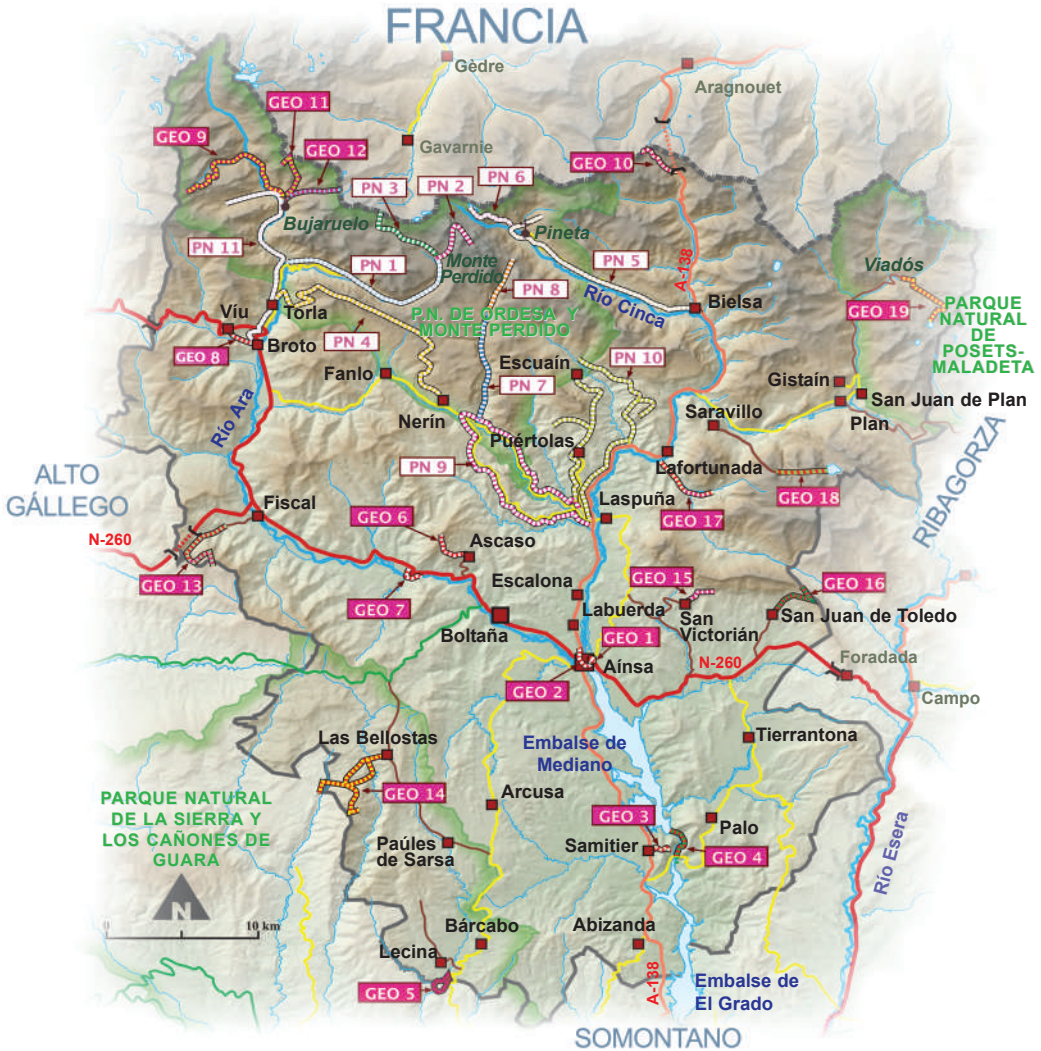 FRANCIA
Gèdre
Aragnouet
GEO 11
GEO 9
GEO 12
Gavarnie
GEO 10
PN 3
PN 2
PN 6
Bujaruelo
Pineta
PN 11
Monte
Perdido
PN 1
PN 5
A-138
Viadós
PN 8
Río Cinca
Bielsa
GEO 19
PARQUE
NATURAL
DE
POSETS-
MALADETA
Víu
Torla
P.N. DE ORDESA Y
MONTE PERDIDO
GEO 8
Broto
PN 4
Escuaín
PN 10
Fanlo
PN 7
Gistaín
San Juan de Plan
Plan
Nerín
Saravillo
Río Ara
Puértolas
PN 9
Lafortunada
GEO 18
RIBAGORZA
ALTO
GÁLLEGO
Fiscal
Laspuña
GEO 17
GEO 6
N-260
Ascaso
GEO 13
Escalona
GEO 15
GEO 16
GEO 7
Labuerda
San
Victorián
San Juan de Toledo
Boltaña
GEO 1
Aínsa
N-260
Foradada
GEO 2
Campo
Las Bellostas
Embalse de
Mediano
Tierrantona
GEO 14
Arcusa
PARQUE NATURAL
DE LA SIERRA Y
LOS CAÑONES DE
GUARA
GEO 3
Palo
Paúles
de Sarsa
Samitier
GEO 4
Río Esera
N
0
10 km
Bárcabo
Abizanda
Lecina
GEO 5
A-138
Embalse de
El Grado
SOMONTANO